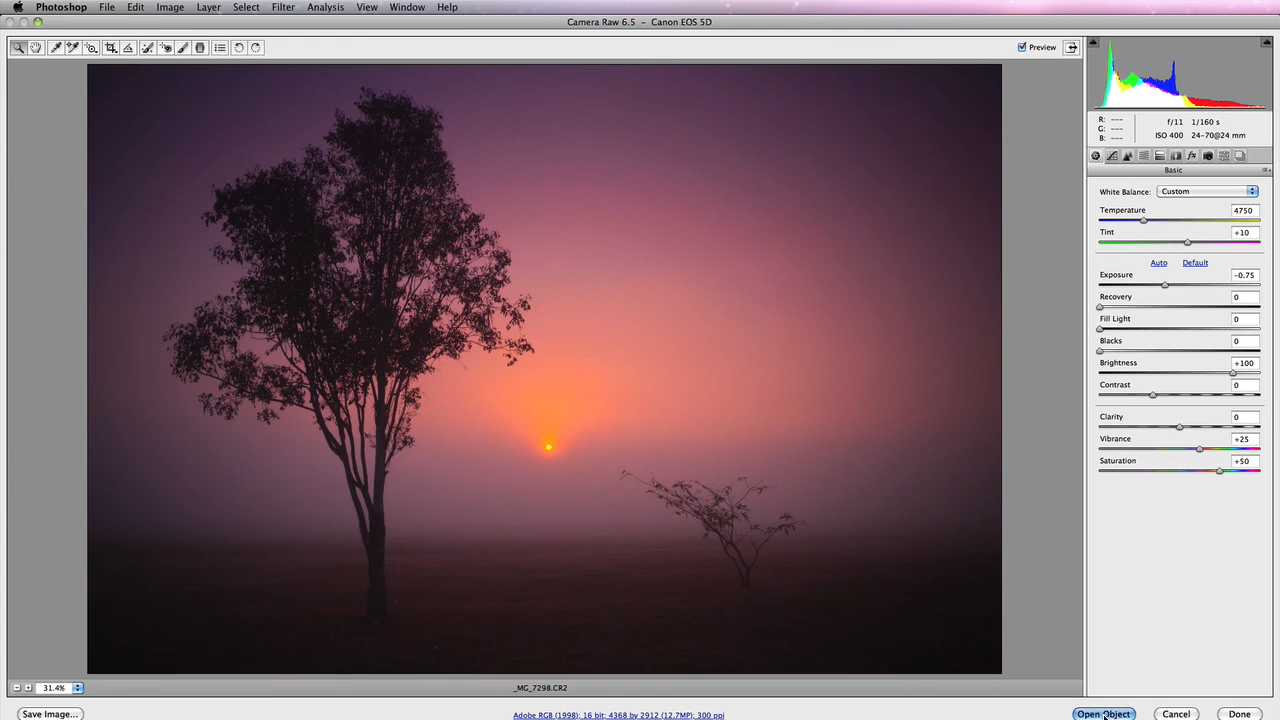 Photoshop File Edit Image Layer Select Filter Analysis View Window Help
Camera Raw 6.5 – Canon EOS 5D
Preview
R: ---
G: ---
B: ---
f/11 1/160 s
ISO 400 24-70@24 mm
Basic
White Balance: Custom
Temperature 4750
Tint +10
Auto Default
Exposure -0.75
Recovery 0
Fill Light 0
Blacks 0
Brightness +100
Contrast 0
Clarity 0
Vibrance +25
Saturation +50
31.4% _MG_7298.CR2
Save Image... Adobe RGB (1998); 16 bit; 4368 by 2912 (12.7MP); 300 ppi Open Object Cancel Done